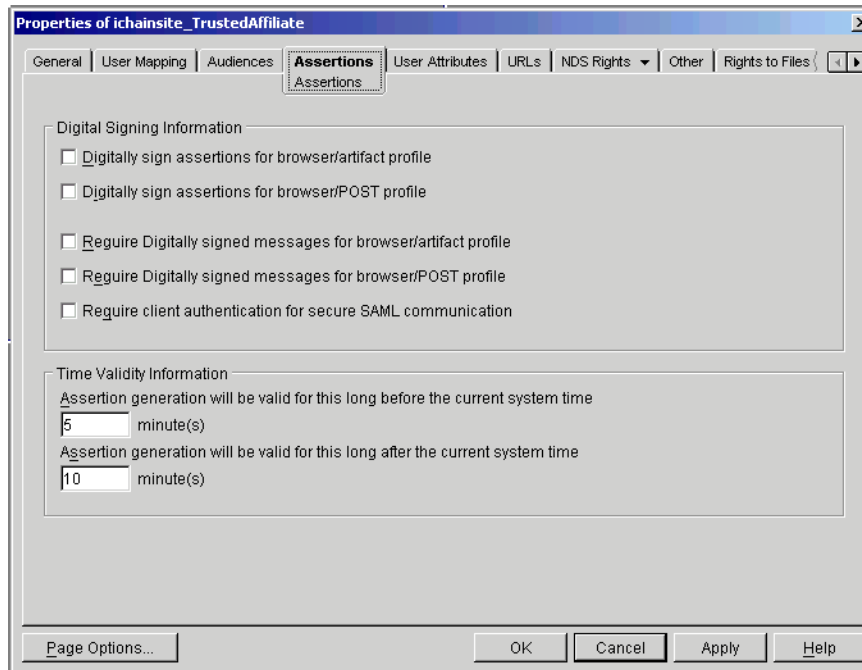 Properties of ichainsite_TrustedAffiliate
General User Mapping Audiences Assertions User Attributes URLs NDS Rights Other Rights to Files
Assertions
Digital Signing Information
Digitally sign assertions for browser/artifact profile
Digitally sign assertions for browser/POST profile
Require Digitally signed messages for browser/artifact profile
Require Digitally signed messages for browser/POST profile
Require client authentication for secure SAML communication
Time Validity Information
Assertion generation will be valid for this long before the current system time
5 minute(s)
Assertion generation will be valid for this long after the current system time
10 minute(s)
Page Options... OK Cancel Apply Help